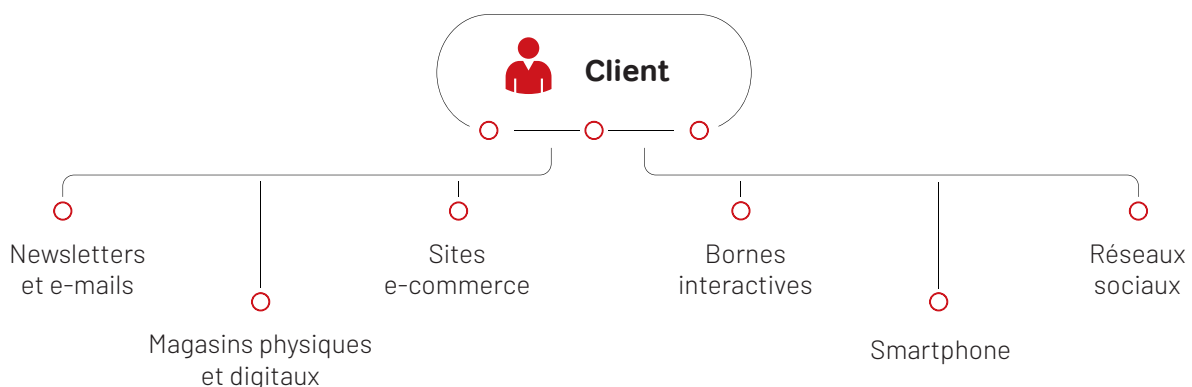 Client
Newsletters
et e-mails
Magasins physiques
et digitaux
Sites
e-commerce
Bornes
interactives
Smartphone
Réseaux
sociaux